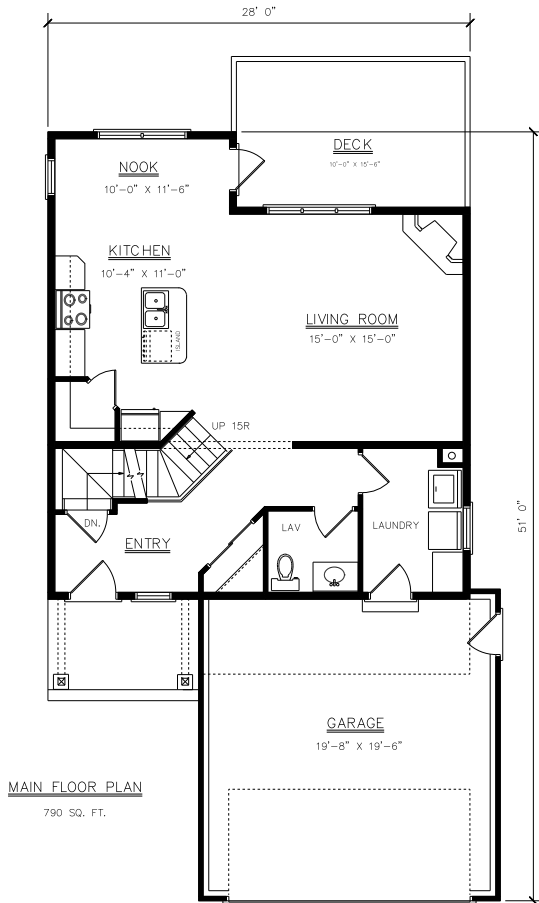 28' 0"
DECK
10'-0" X 15'-6"
NOOK
10'-0" X 11'-6"
KITCHEN
10'-4" X 11'-0"
ISLAND
LIVING ROOM
15'-0" X 15'-0"
UP 15R
DN.
ENTRY
LAV
LAUNDRY
51' 0"
GARAGE
19'-8" X 19'-6"
MAIN FLOOR PLAN
790 SQ. FT.